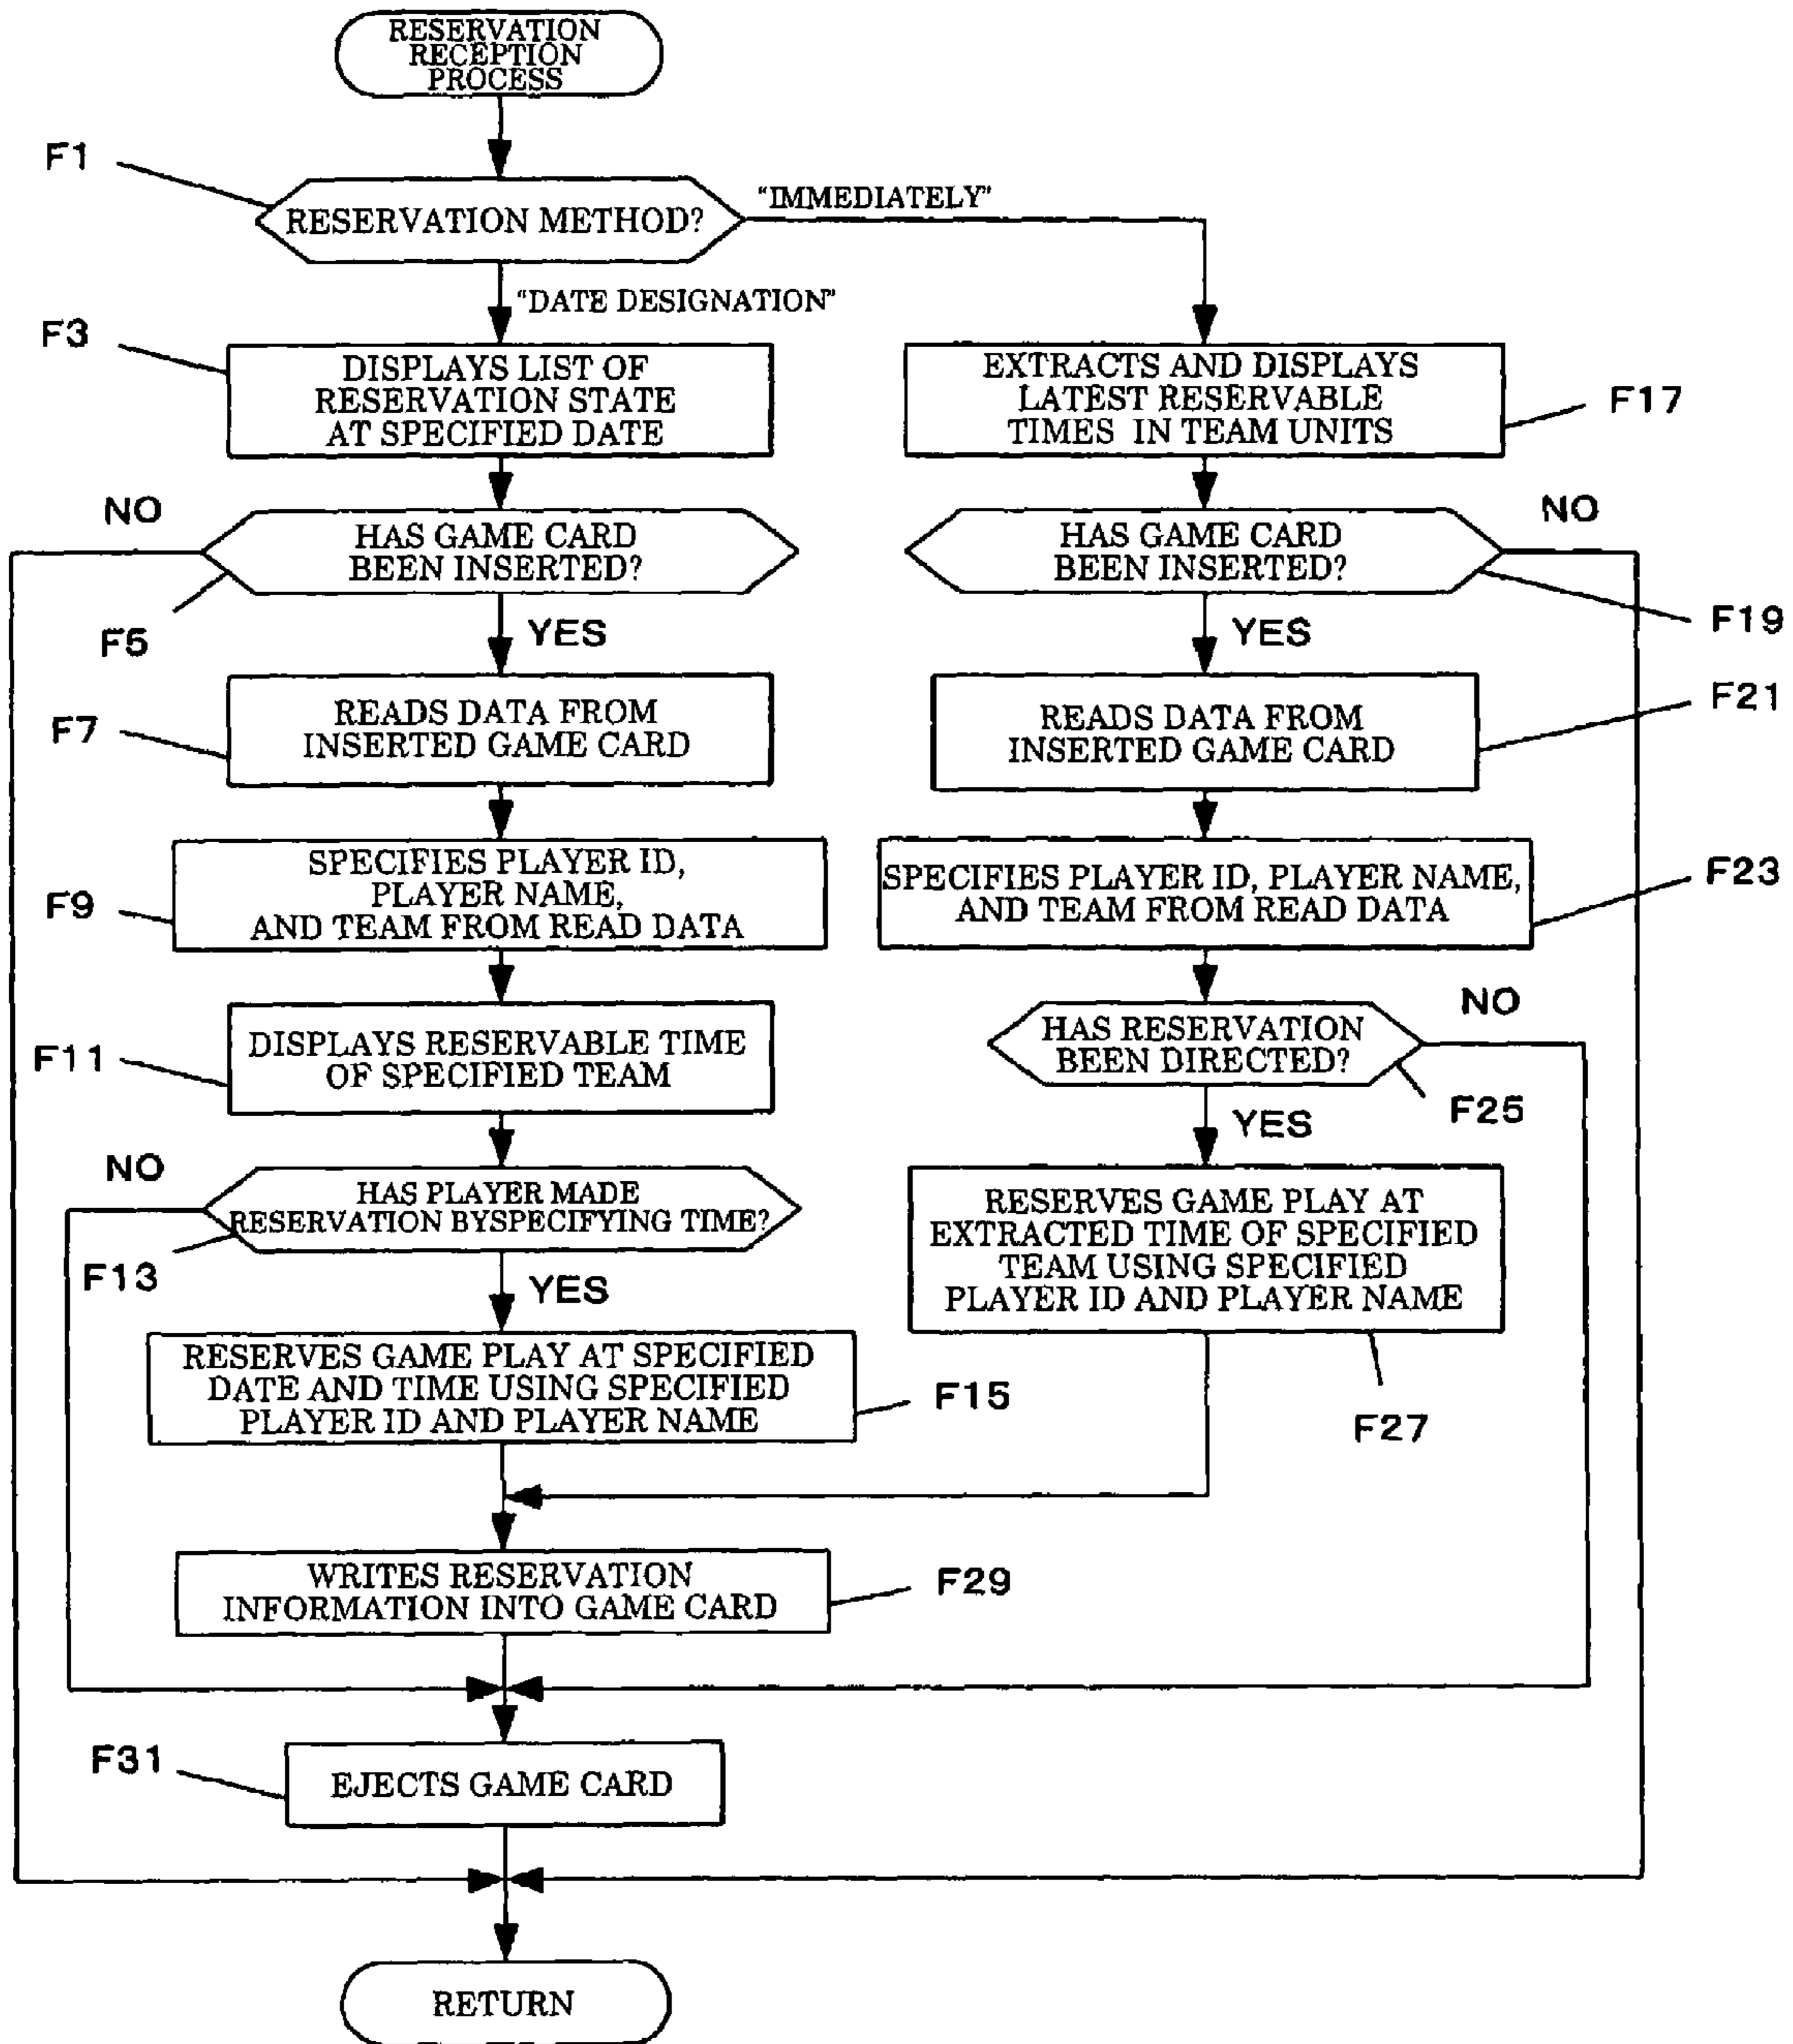 RESERVATION
RECEPTION
PROCESS
F1
RESERVATION METHOD?
"IMMEDIATELY"
"DATE DESIGNATION"
F3
DISPLAYS LIST OF
RESERVATION STATE
AT SPECIFIED DATE
EXTRACTS AND DISPLAYS
LATEST RESERVABLE
TIMES IN TEAM UNITS
F17
NO
HAS GAME CARD
BEEN INSERTED?
F5
YES
HAS GAME CARD
BEEN INSERTED?
NO
F19
YES
F7
READS DATA FROM
INSERTED GAME CARD
READS DATA FROM
INSERTED GAME CARD
F21
F9
SPECIFIES PLAYER ID,
PLAYER NAME,
AND TEAM FROM READ DATA
SPECIFIES PLAYER ID, PLAYER NAME,
AND TEAM FROM READ DATA
F23
F11
DISPLAYS RESERVABLE TIME
OF SPECIFIED TEAM
HAS RESERVATION
BEEN DIRECTED?
NO
F25
YES
NO
HAS PLAYER MADE
RESERVATION BYSPECIFYING TIME?
F13
YES
RESERVES GAME PLAY AT
EXTRACTED TIME OF SPECIFIED
TEAM USING SPECIFIED
PLAYER ID AND PLAYER NAME
F27
RESERVES GAME PLAY AT SPECIFIED
DATE AND TIME USING SPECIFIED
PLAYER ID AND PLAYER NAME
F15
WRITES RESERVATION
INFORMATION INTO GAME CARD
F29
F31
EJECTS GAME CARD
RETURN